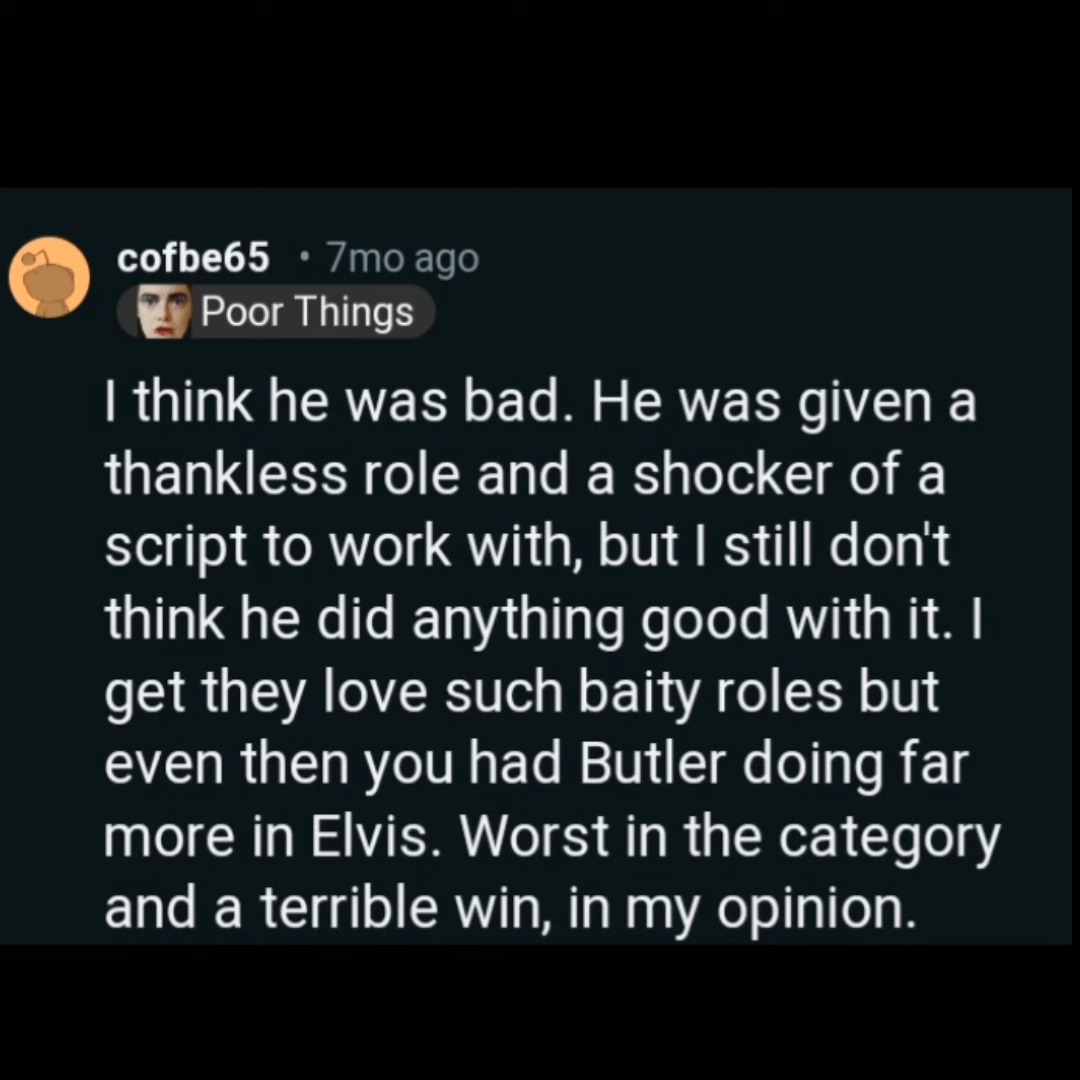 cofbe65 • 7mo ago
Poor Things
I think he was bad. He was given a
thankless role and a shocker of a
script to work with, but I still don't
think he did anything good with it. I
get they love such baity roles but
even then you had Butler doing far
more in Elvis. Worst in the category
and a terrible win, in my opinion.